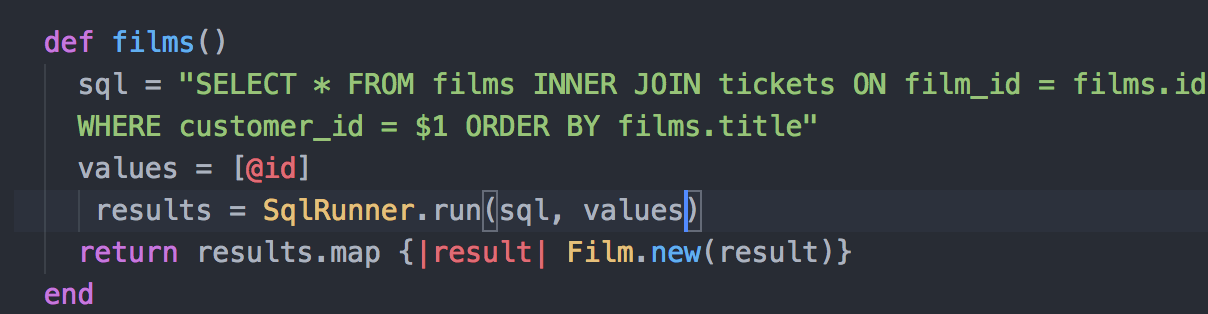 def films()
  sql = "SELECT * FROM films INNER JOIN tickets ON film_id = films.id
  WHERE customer_id = $1 ORDER BY films.title"
  values = [@id]
   results = SqlRunner.run(sql, values)
  return results.map {|result| Film.new(result)}
end